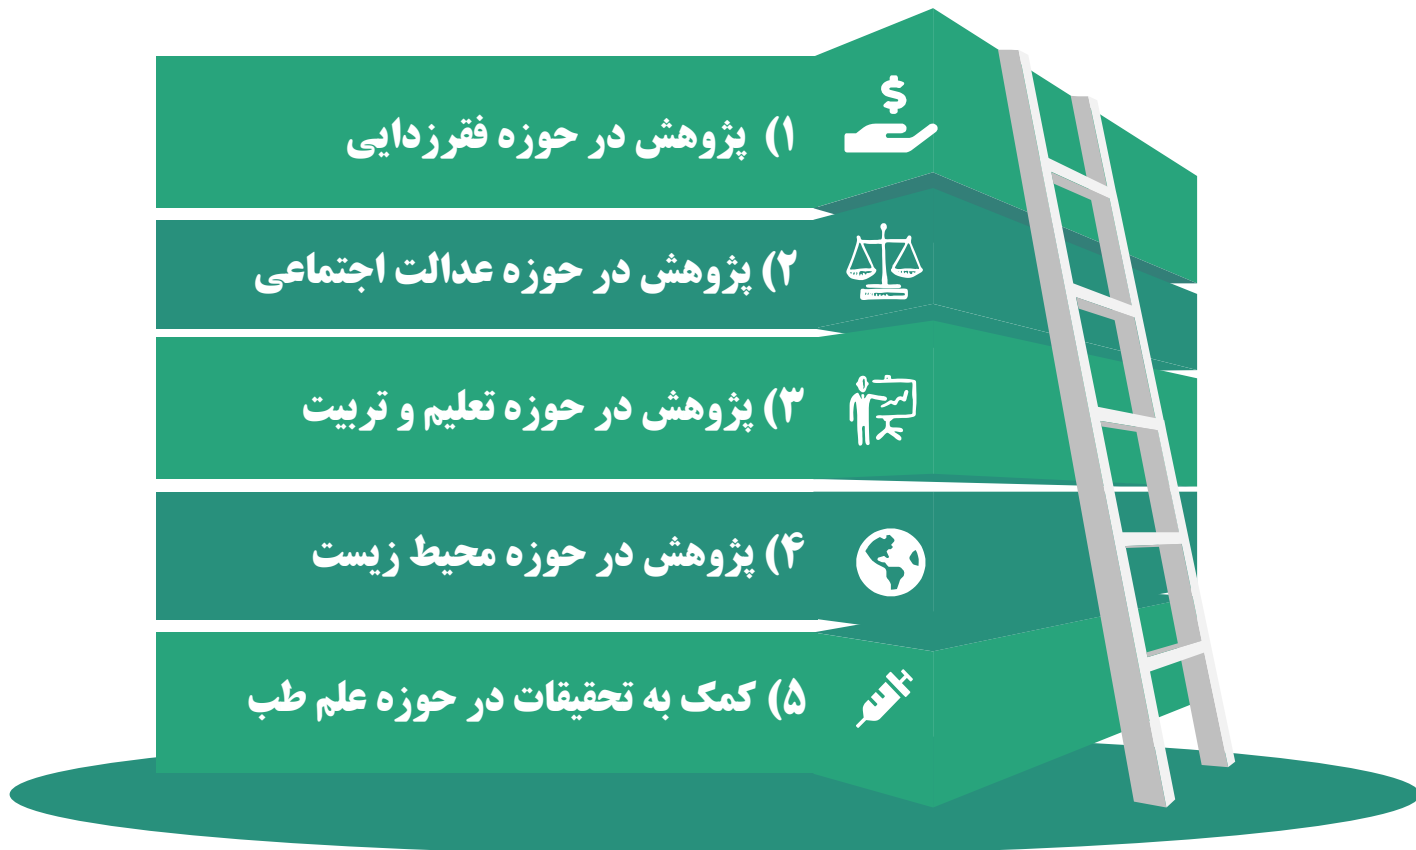 ۱) پژوهش در حوزه فقرزدایی
۲) پژوهش در حوزه عدالت اجتماعی
۳) پژوهش در حوزه تعلیم و تربیت
۴) پژوهش در حوزه محیط زیست
۵) کمک به تحقیقات در حوزه علم طب